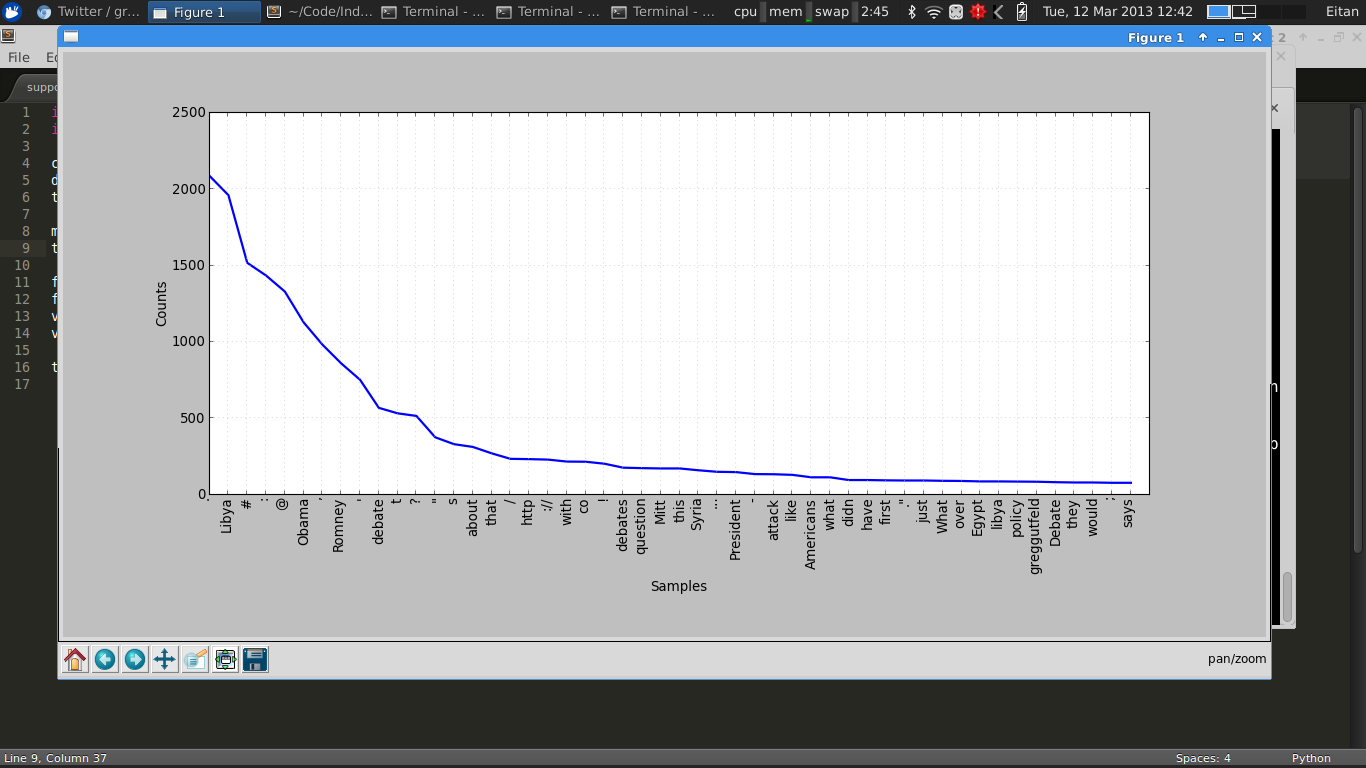 Twitter / gr...
Figure 1
~/Code/Ind...
Terminal - ...
Terminal - ...
Terminal - ...
cpu
mem
swap
2:45
Tue, 12 Mar 2013 12:42
Eitan
Figure 1
2
File
suppo
1
2
3
4
5
6
7
8
9
10
11
12
13
14
15
16
17
i
i
c
d
t
m
t
f
f
v
v
t
n
2500
2000
1500
1000
500
0
Counts
.
Libya
#
:
@
Obama
,
Romney
'
debate
t
?
"
s
about
that
/
http
://
with
co
!
debates
question
Mitt
this
Syria
...
President
-
attack
like
Americans
what
didn
have
first
."
just
What
over
Egypt
libya
policy
greggutfeld
Debate
they
would
;
says
Samples
pan/zoom
Line 9, Column 37
Spaces: 4
Python